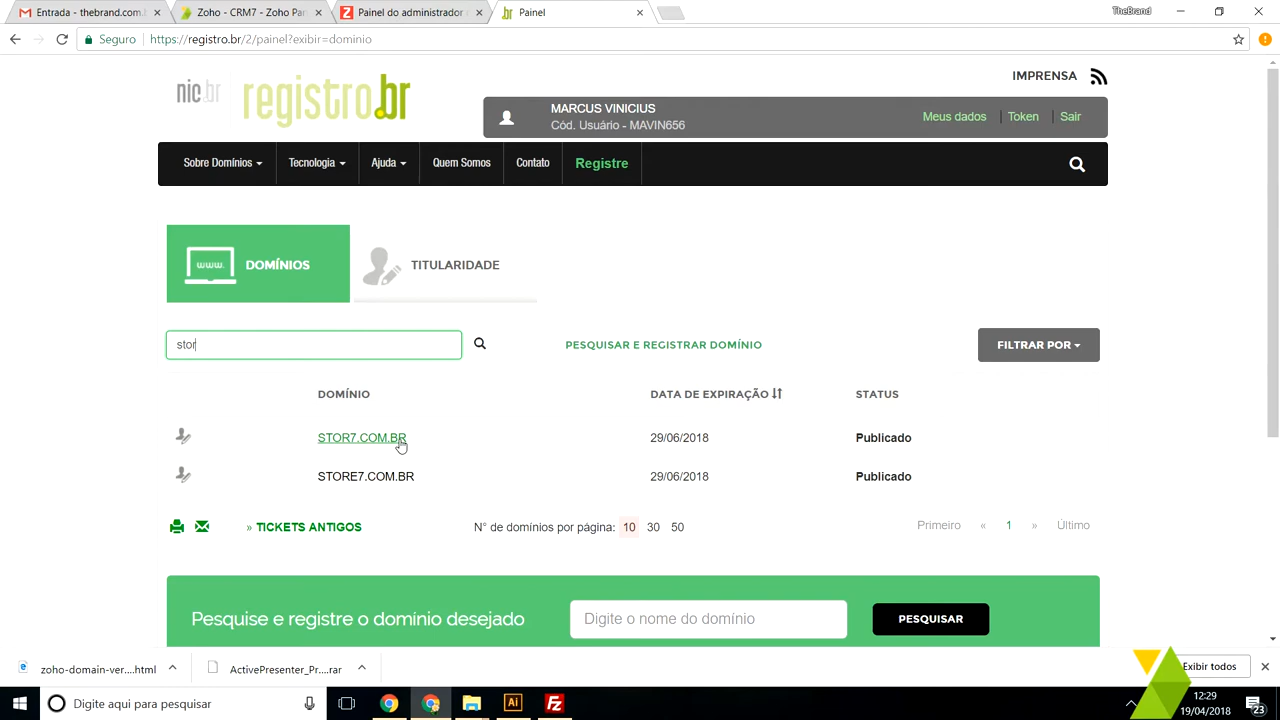 Entrada - thebrand.com.b
Zoho - CRM7 - Zoho Par
Painel do administrador
Painel
TheBrand
Seguro
https://registro.br/2/painel?exibir=dominio
IMPRENSA
nic.br
registro.br
MARCUS VINICIUS
Cód. Usuário - MAVIN656
Meus dados
Token
Sair
Sobre Domínios
Tecnologia
Ajuda
Quem Somos
Contato
Registre
www.
DOMÍNIOS
TITULARIDADE
stor
PESQUISAR E REGISTRAR DOMÍNIO
FILTRAR POR
DOMÍNIO
DATA DE EXPIRAÇÃO
STATUS
STOR7.COM.BR
29/06/2018
Publicado
STORE7.COM.BR
29/06/2018
Publicado
» TICKETS ANTIGOS
N° de domínios por página: 10 30 50
Primeiro « 1 » Último
Pesquise e registre o domínio desejado
Digite o nome do domínio
PESQUISAR
zoho-domain-ver....html
ActivePresenter_Pr....rar
Exibir todos
Digite aqui para pesquisar
Ai
Fz
12:29
19/04/2018
23